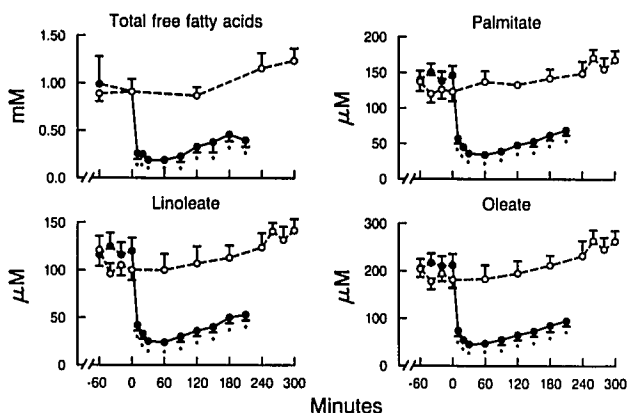 Total free fatty acids
mM
1.50
1.00
0.50
0.0
Palmitate
μM
200
150
100
50
0
Linoleate
μM
150
100
50
0
-60 0 60 120 180 240 300
Oleate
μM
300
200
100
0
-60 0 60 120 180 240 300
Minutes